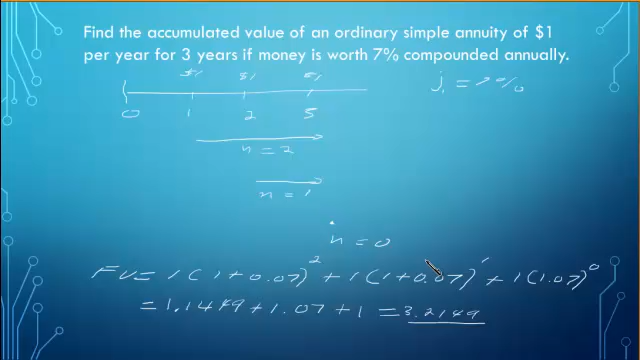 Find the accumulated value of an ordinary simple annuity of $1
per year for 3 years if money is worth 7% compounded annually.
$1 $1 $1
j₁ = 7%
0 1 2 3
n = 2
n = 1
n = 0
FV = 1(1+0.07)² + 1(1+0.07)¹ + 1(1.07)⁰
= 1.1449 + 1.07 + 1 = 3.2149